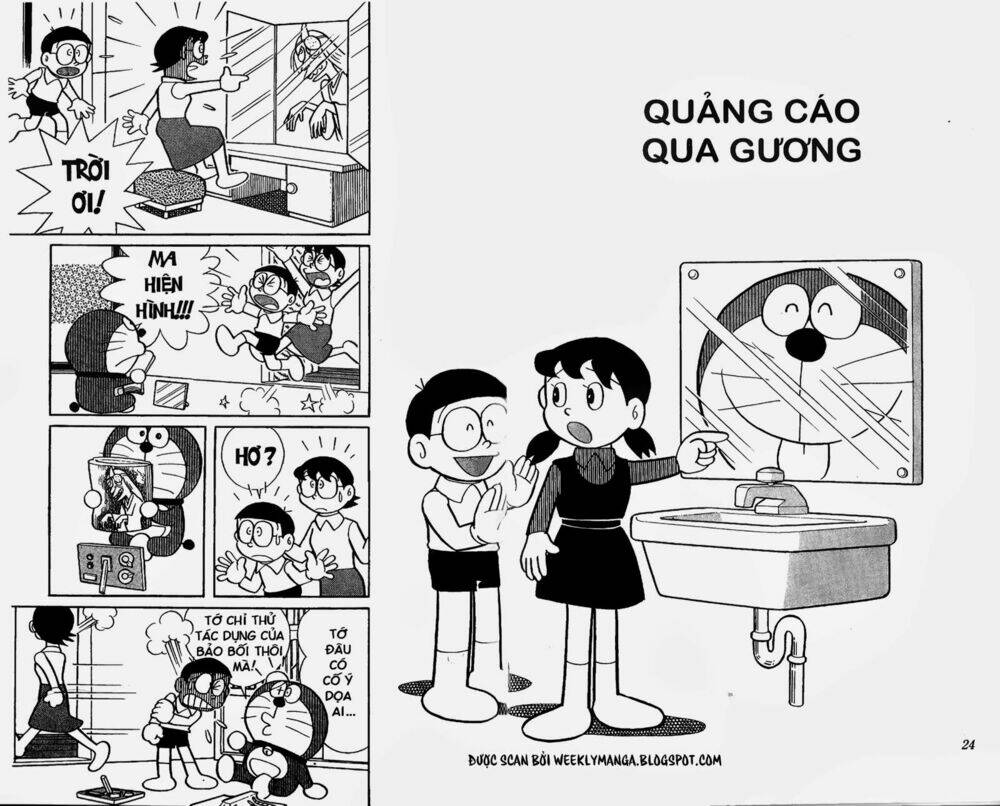 QUẢNG CÁO
QUA GƯƠNG
24
ĐƯỢC SCAN BỞI WEEKLYMANGA.BLOGSPOT.COM
TRỜI
ƠI!
MA
HIỆN
HÌNH!!!
HƠ?
TỚ
ĐÂU
CÓ
CỐ Ý
DỌA
AI...
TỚ CHỈ THỬ
TÁC DỤNG CỦA
BẢO BỐI THÔI
MÀ!